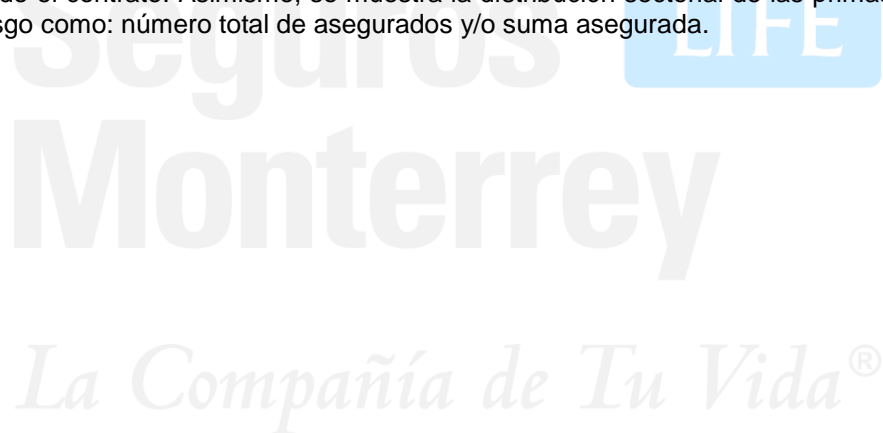 do el contrato. Asimismo, se muestra la distribución sectorial de las primas
sgo como: número total de asegurados y/o suma asegurada.
Seguros
LIFE
Monterrey
La Compañía de Tu Vida®